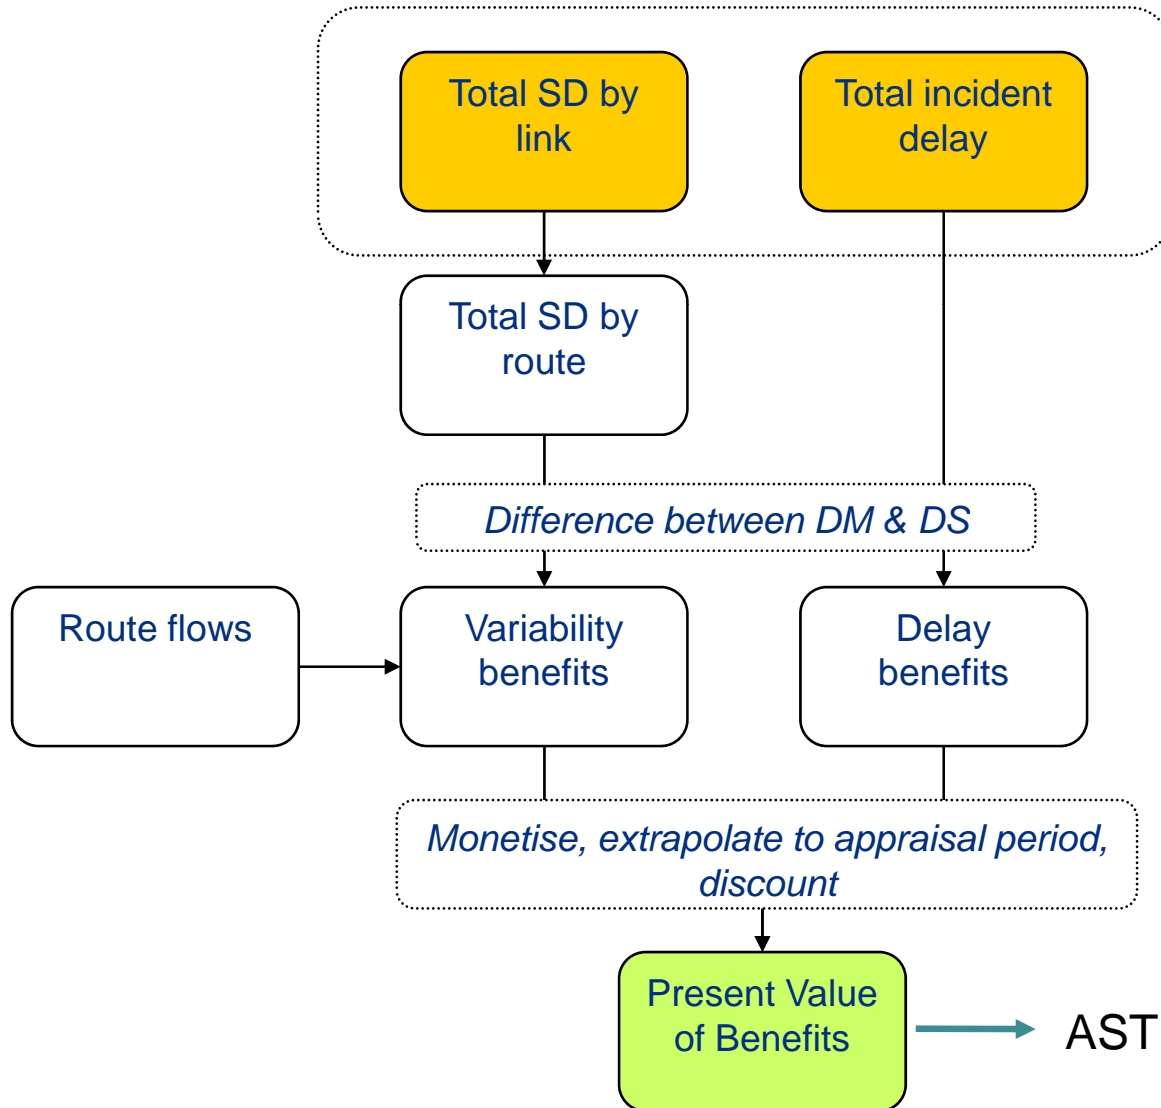 Total SD by
link
Total incident
delay
Total SD by
route
Difference between DM & DS
Route flows
Variability
benefits
Delay
benefits
Monetise, extrapolate to appraisal period,
discount
Present Value
of Benefits
AST